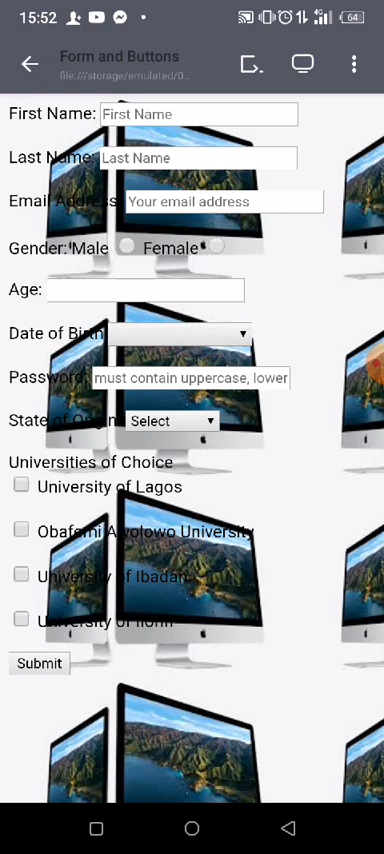 15:52 4G 64
Form and Buttons
file:///storage/emulated/0...
First Name: First Name
Last Name: Last Name
Email Address: Your email address
Gender: Male Female
Age:
Date of Birth
Password: must contain uppercase, lower
State of Origin: Select
Universities of Choice
University of Lagos
Obafemi Awolowo University
University of Ibadan
University of Ilorin
Submit